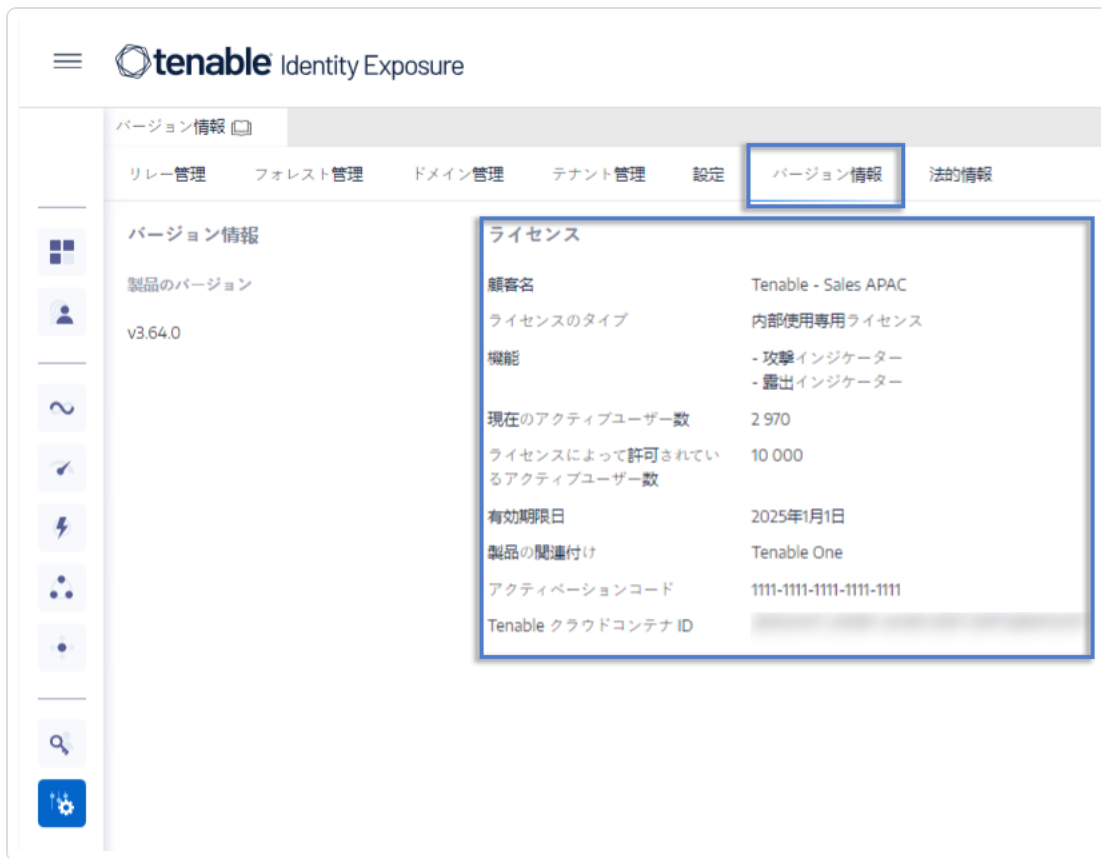 tenable Identity Exposure
バージョン情報
リレー管理 フォレスト管理 ドメイン管理 テナント管理 設定 バージョン情報 法的情報
バージョン情報
製品のバージョン
v3.64.0
ライセンス
顧客名 Tenable - Sales APAC
ライセンスのタイプ 内部使用専用ライセンス
機能 - 攻撃インジケーター
- 露出インジケーター
現在のアクティブユーザー数 2 970
ライセンスによって許可されてい 10 000
るアクティブユーザー数
有効期限日 2025年1月1日
製品の関連付け Tenable One
アクティベーションコード 1111-1111-1111-1111-1111
Tenable クラウドコンテナ ID